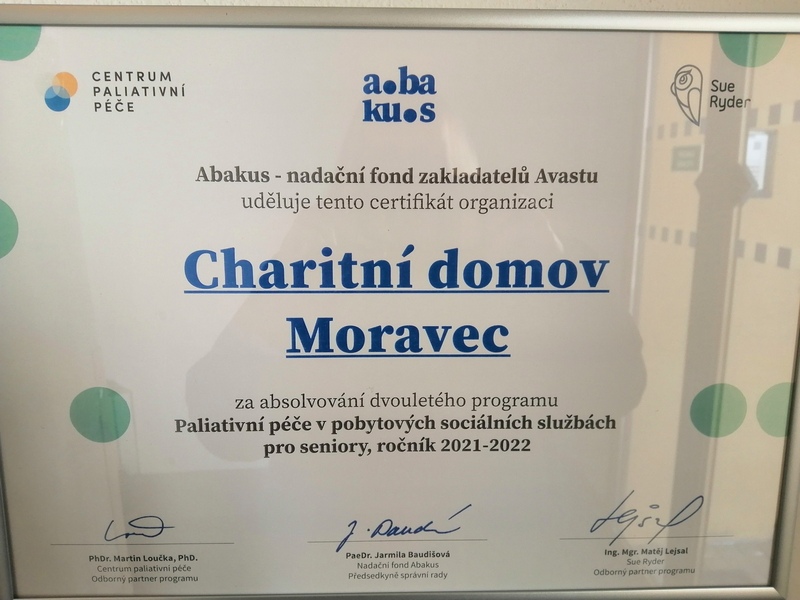 CENTRUM
PALIATIVNÍ
PÉČE
a.ba
ku.s
Sue
Ryder
Abakus - nadační fond zakladatelů Avastu
uděluje tento certifikát organizaci
Charitní domov
Moravec
za absolvování dvouletého programu
Paliativní péče v pobytových sociálních službách
pro seniory, ročník 2021-2022
PhDr. Martin Loučka, PhD.
Centrum paliativní péče
Odborný partner programu
J. Baudiš
PaeDr. Jarmila Baudišová
Nadační fond Abakus
Předsedkyně správní rady
Lejsal
Ing. Mgr. Matěj Lejsal
Sue Ryder
Odborný partner programu